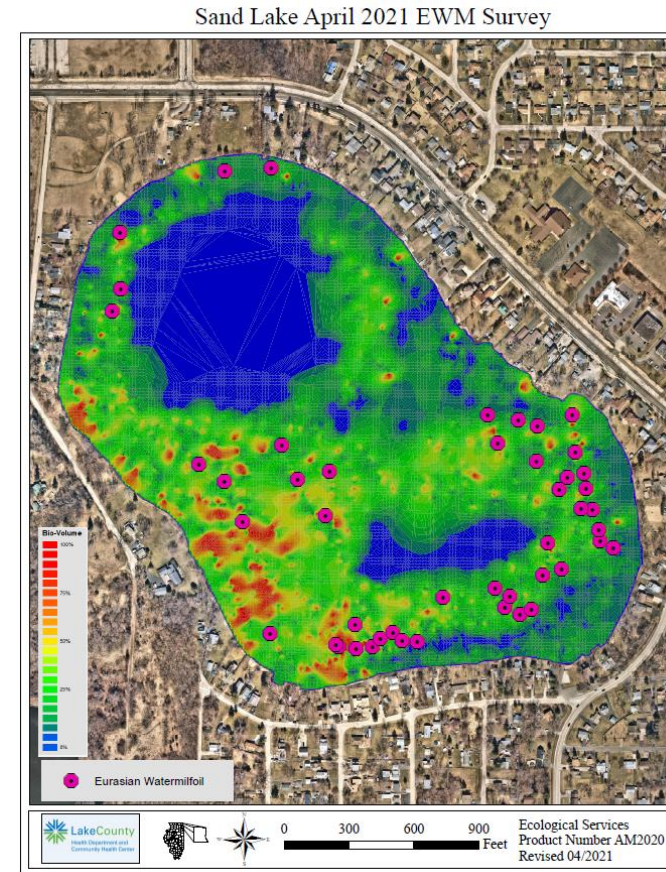 Sand Lake April 2021 EWM Survey
Bio-Volume
100%
75%
50%
25%
0%
Eurasian Watermilfoil
LakeCounty
Health Department and
Community Health Center
N
0 300 600 900
Feet
Ecological Services
Product Number AM2020
Revised 04/2021